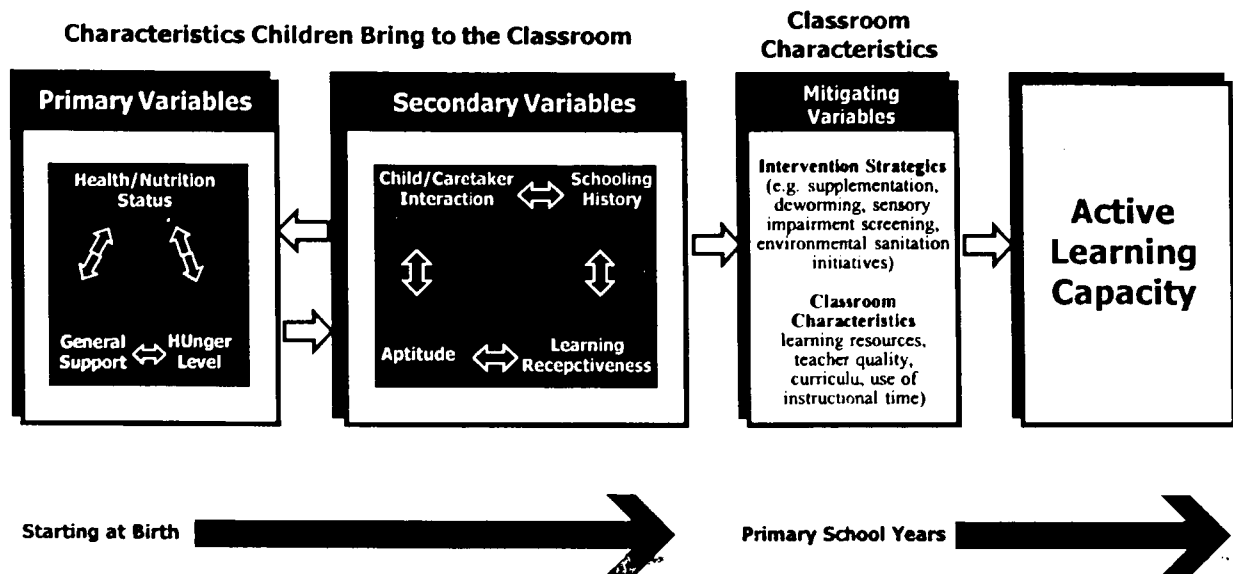 Characteristics Children Bring to the Classroom
Classroom
Characteristics
Primary Variables
Health/Nutrition
Status
General
Support
HUnger
Level
Secondary Variables
Child/Caretaker
Interaction
Schooling
History
Aptitude
Learning
Recepctiveness
Mitigating
Variables
Intervention Strategies
(e.g. supplementation,
deworming, sensory
impairment screening,
environmental sanitation
initiatives)
Classroom
Characteristics
learning resources,
teacher quality,
curriculu, use of
instructional time)
Active
Learning
Capacity
Starting at Birth
Primary School Years